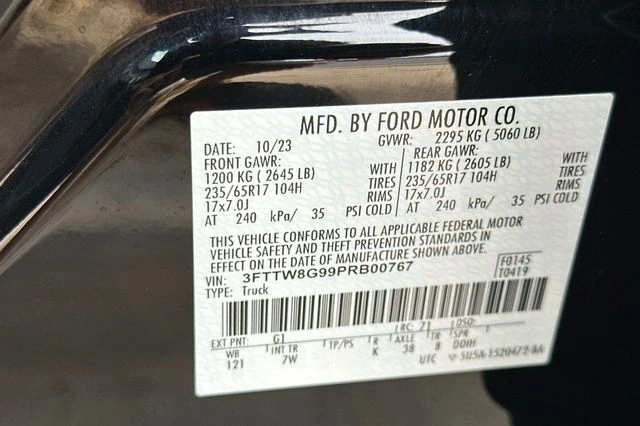 MFD. BY FORD MOTOR CO.
DATE: 10/23 GVWR: 2295 KG (5060 LB)
FRONT GAWR: REAR GAWR:
1200 KG (2645 LB) WITH 1182 KG (2605 LB) WITH
235/65R17 104H TIRES 235/65R17 104H TIRES
17x7.0J RIMS 17x7.0J RIMS
AT 240 kPa/ 35 PSI COLD AT 240 kPa/ 35 PSI COLD
THIS VEHICLE CONFORMS TO ALL APPLICABLE FEDERAL MOTOR
VEHICLE SAFETY AND THEFT PREVENTION STANDARDS IN
EFFECT ON THE DATE OF MANUFACTURE SHOWN ABOVE.
VIN: 3FTTW8G99PRB00767 F0145
TYPE: Truck T0419
EXT PNT: G1 RC: 71 DSO:
WB INT TR TP/PS R AXLE TR SPR
121 7W K 38 8 DDIH
UTC